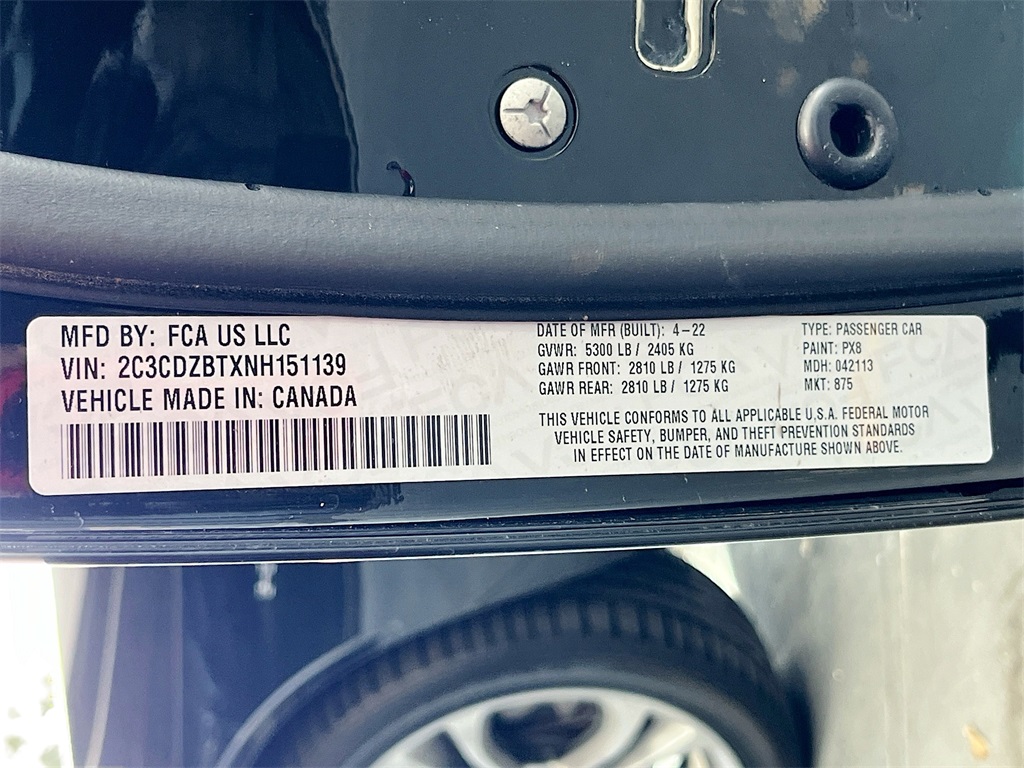 MFD BY: FCA US LLC
VIN: 2C3CDZBTXNH151139
VEHICLE MADE IN: CANADA
DATE OF MFR (BUILT): 4-22
GVWR: 5300 LB / 2405 KG
GAWR FRONT: 2810 LB / 1275 KG
GAWR REAR: 2810 LB / 1275 KG
TYPE: PASSENGER CAR
PAINT: PX8
MDH: 042113
MKT: 875
THIS VEHICLE CONFORMS TO ALL APPLICABLE U.S.A. FEDERAL MOTOR
VEHICLE SAFETY, BUMPER, AND THEFT PREVENTION STANDARDS
IN EFFECT ON THE DATE OF MANUFACTURE SHOWN ABOVE.